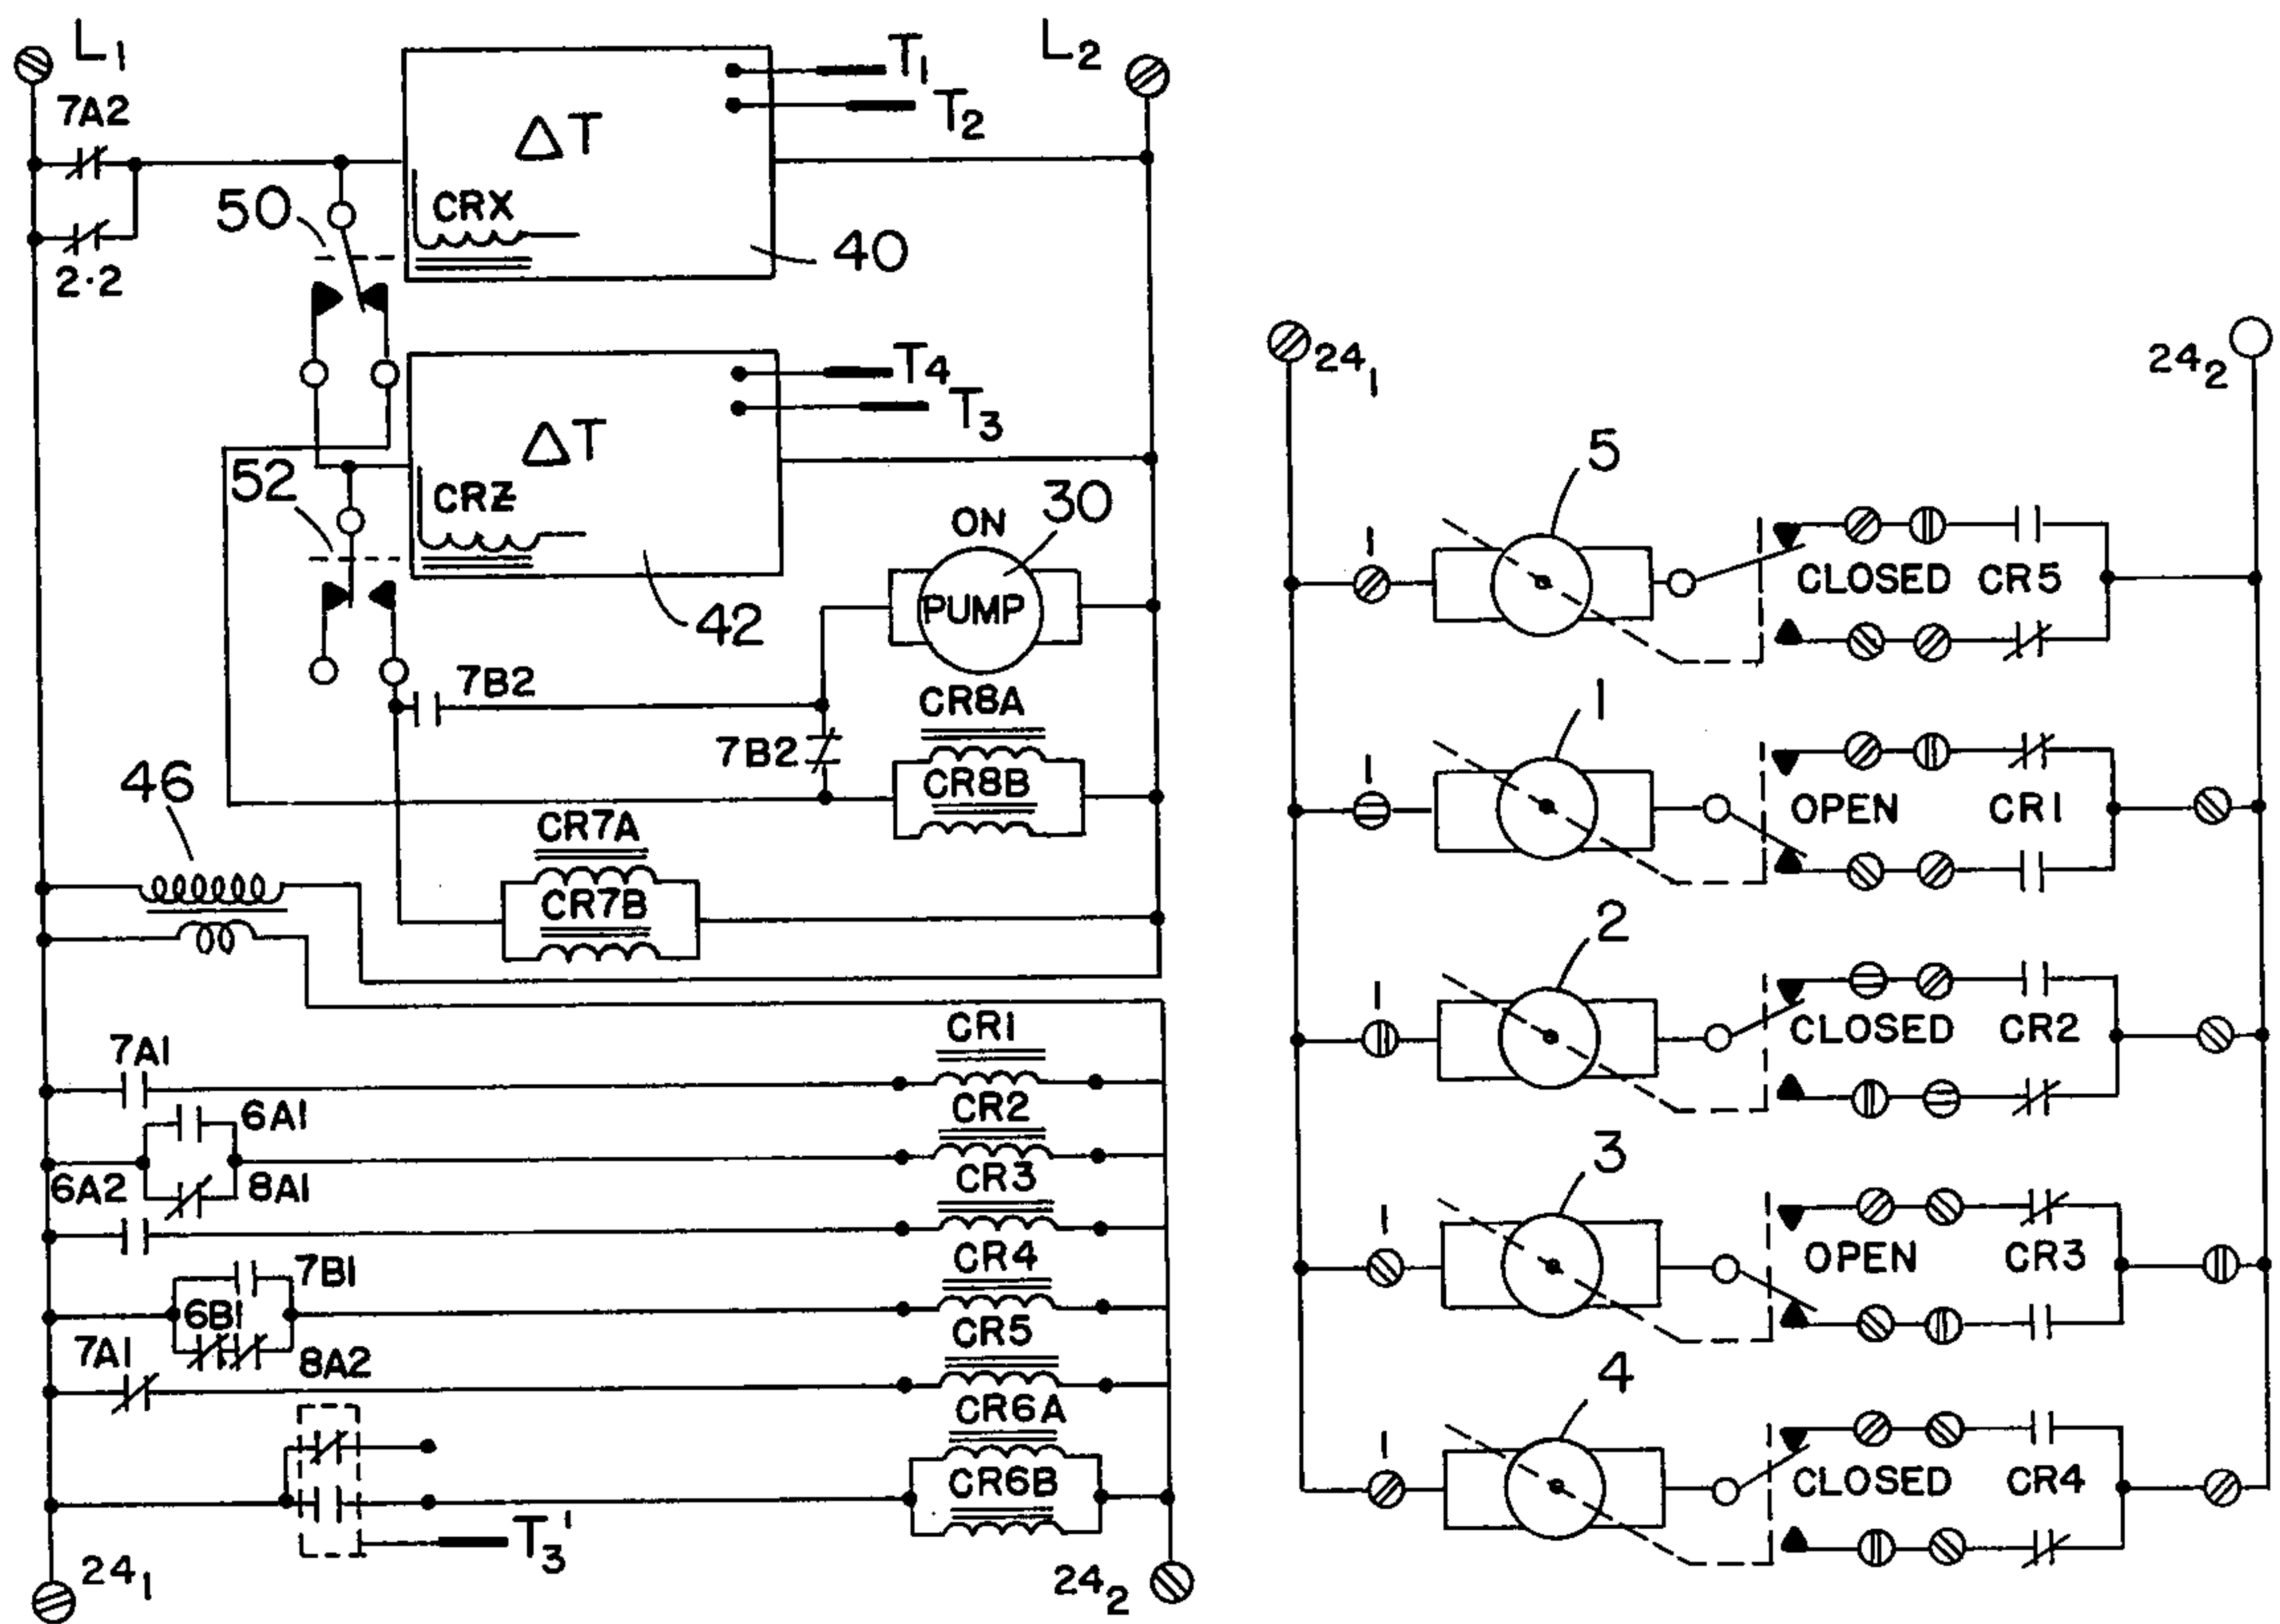 L1
L2
7A2
ΔT
T1
T2
CRX
50
40
2·2
ΔT
T4
T3
CRZ
52
42
ON
30
PUMP
7B2
CR8A
7B2
CR8B
46
CR7A
CR7B
CR1
7A1
CR2
6A1
CR3
6A2
8A1
CR4
7B1
6B1
CR5
7A1
8A2
CR6A
CR6B
T3'
241
242
241
242
5
1
CLOSED CR5
1
1
OPEN CR1
2
1
CLOSED CR2
3
1
OPEN CR3
4
1
CLOSED CR4